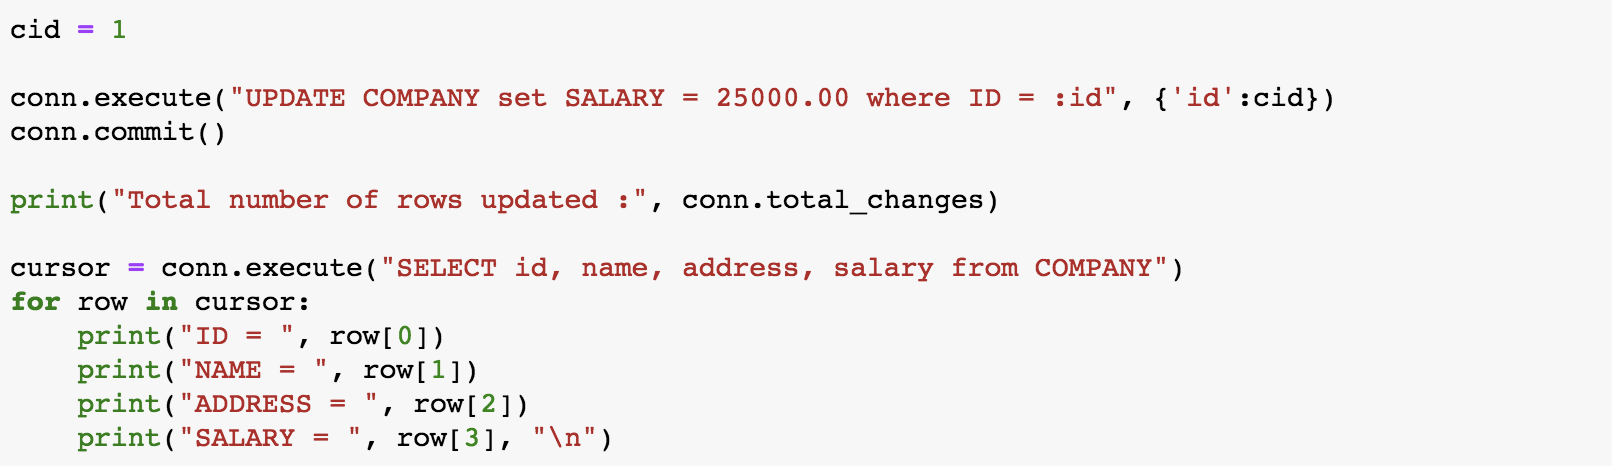 cid = 1
conn.execute("UPDATE COMPANY set SALARY = 25000.00 where ID = :id", {'id':cid})
conn.commit()
print("Total number of rows updated :", conn.total_changes)
cursor = conn.execute("SELECT id, name, address, salary from COMPANY")
for row in cursor:
    print("ID = ", row[0])
    print("NAME = ", row[1])
    print("ADDRESS = ", row[2])
    print("SALARY = ", row[3], "\n")